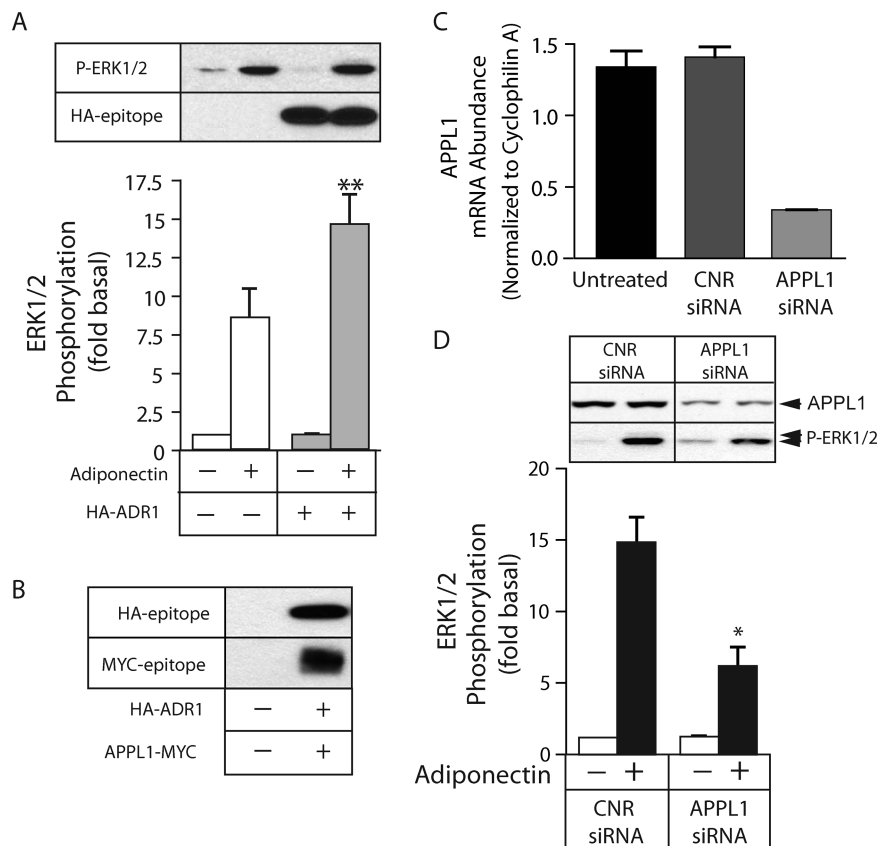 A
P-ERK1/2
HA-epitope
ERK1/2
Phosphorylation
(fold basal)
17.5
15
12.5
10
7.5
5
2.5
0
**
Adiponectin − + − +
HA-ADR1 − − + +
B
HA-epitope
MYC-epitope
HA-ADR1 − +
APPL1-MYC − +
C
APPL1
mRNA Abundance
(Normalized to Cyclophilin A)
1.5
1.0
0.5
0.0
Untreated
CNR
siRNA
APPL1
siRNA
D
CNR
siRNA
APPL1
siRNA
APPL1
P-ERK1/2
ERK1/2
Phosphorylation
(fold basal)
20
15
10
5
0
*
Adiponectin − + − +
CNR
siRNA
APPL1
siRNA